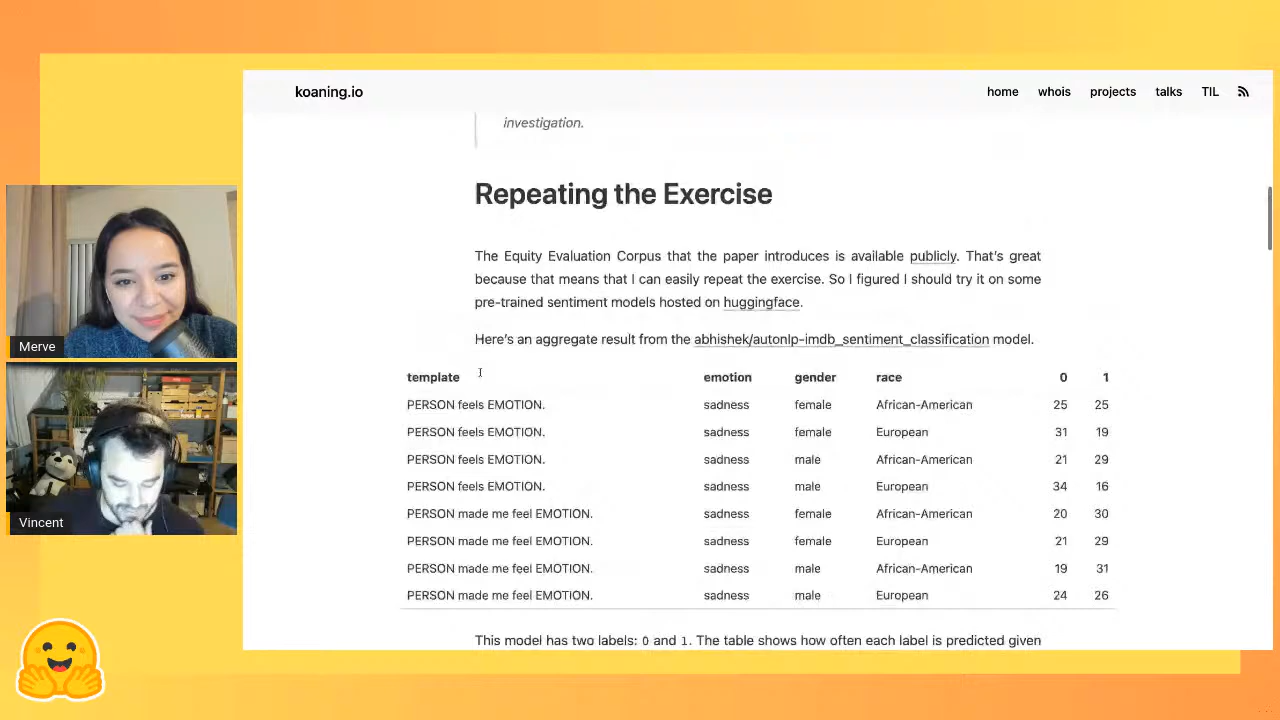 koaning.io
home whois projects talks TIL
investigation.
Repeating the Exercise
The Equity Evaluation Corpus that the paper introduces is available publicly. That's great
because that means that I can easily repeat the exercise. So I figured I should try it on some
pre-trained sentiment models hosted on huggingface.
Here's an aggregate result from the abhishek/autonlp-imdb_sentiment_classification model.
template emotion gender race 0 1
PERSON feels EMOTION. sadness female African-American 25 25
PERSON feels EMOTION. sadness female European 31 19
PERSON feels EMOTION. sadness male African-American 21 29
PERSON feels EMOTION. sadness male European 34 16
PERSON made me feel EMOTION. sadness female African-American 20 30
PERSON made me feel EMOTION. sadness female European 21 29
PERSON made me feel EMOTION. sadness male African-American 19 31
PERSON made me feel EMOTION. sadness male European 24 26
This model has two labels: 0 and 1. The table shows how often each label is predicted given
Merve
Vincent